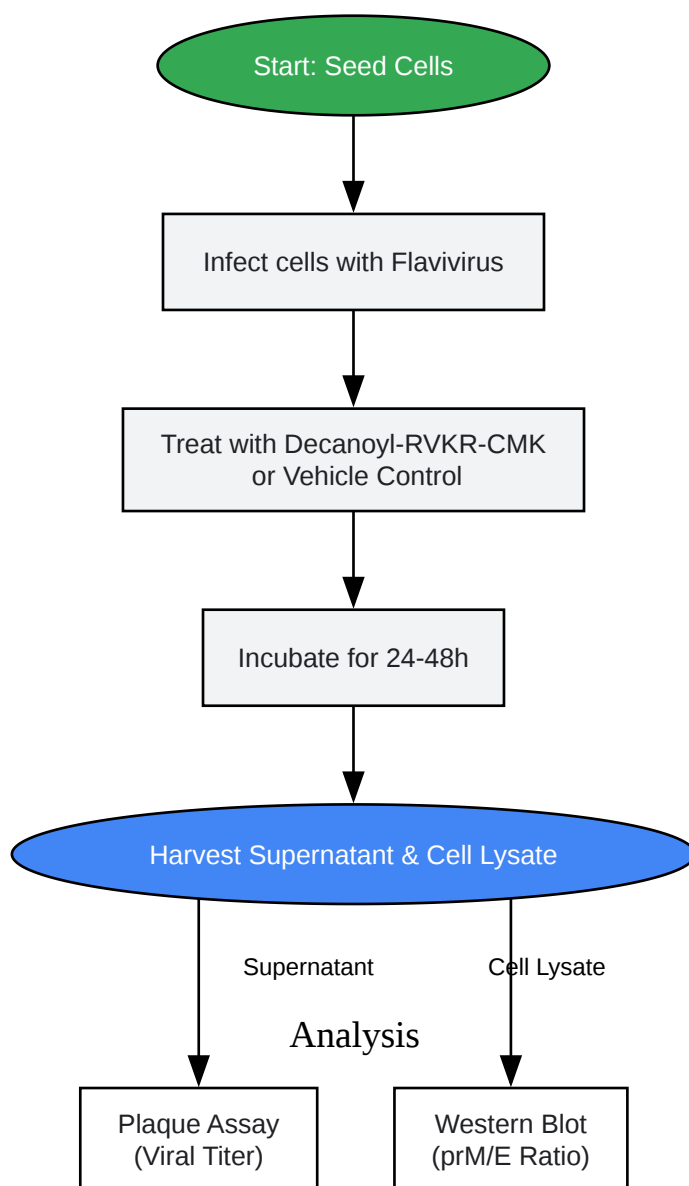 Start: Seed Cells
Infect cells with Flavivirus
Treat with Decanoyl-RVKR-CMK
or Vehicle Control
Incubate for 24-48h
Harvest Supernatant & Cell Lysate
Supernatant
Cell Lysate
Analysis
Plaque Assay
(Viral Titer)
Western Blot
(prM/E Ratio)